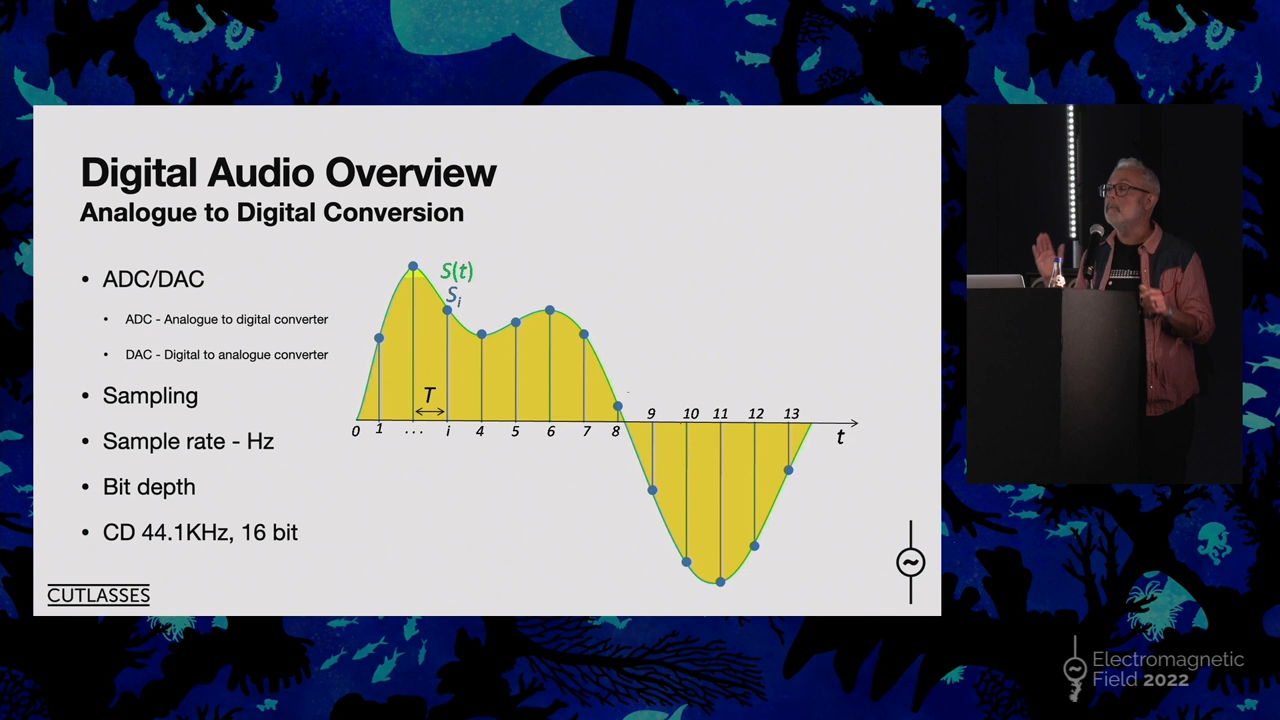 Digital Audio Overview
Analogue to Digital Conversion
• ADC/DAC
• ADC - Analogue to digital converter
• DAC - Digital to analogue converter
• Sampling
• Sample rate - Hz
• Bit depth
• CD 44.1KHz, 16 bit
S(t)
Si
T
0 1 ... i 4 5 6 7 8 9 10 11 12 13
t
CUTLASSES
Electromagnetic
Field 2022